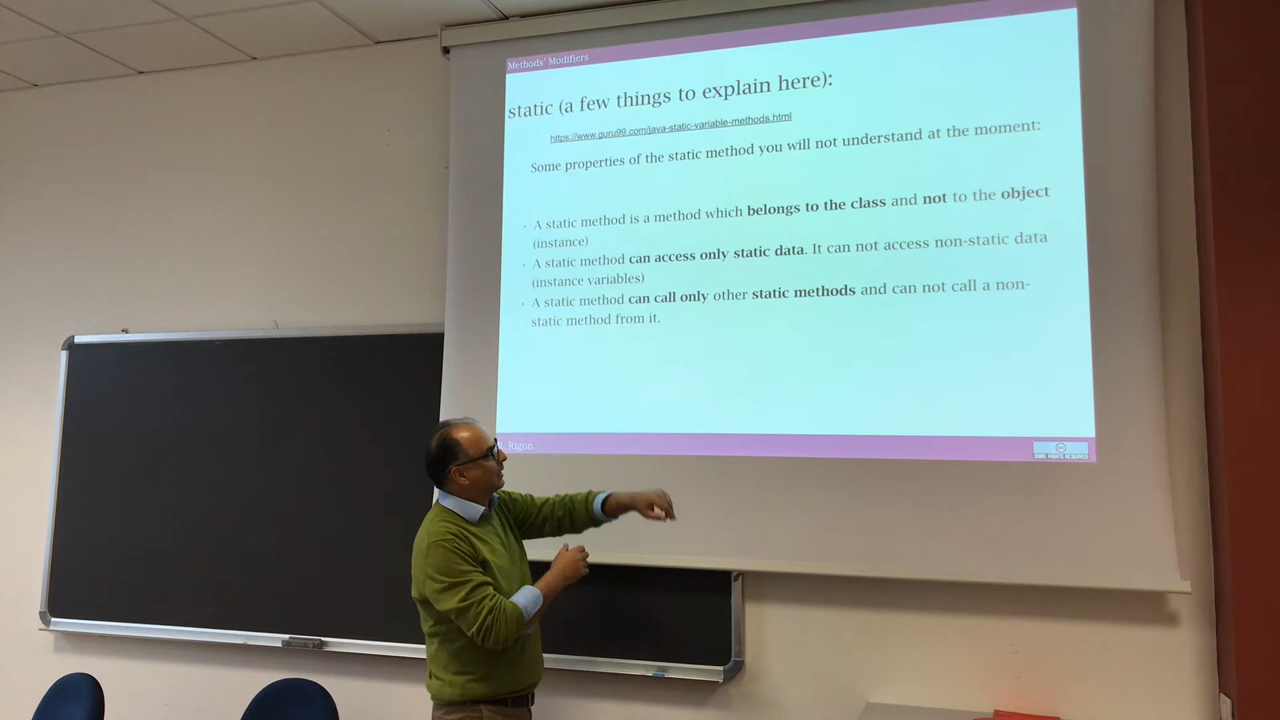 Methods' Modifiers
static (a few things to explain here):
https://www.guru99.com/java-static-variable-methods.html
Some properties of the static method you will not understand at the moment:
· A static method is a method which belongs to the class and not to the object
(instance)
· A static method can access only static data. It can not access non-static data
(instance variables)
· A static method can call only other static methods and can not call a non-
static method from it.
R. Rigon
SOME RIGHTS RESERVED